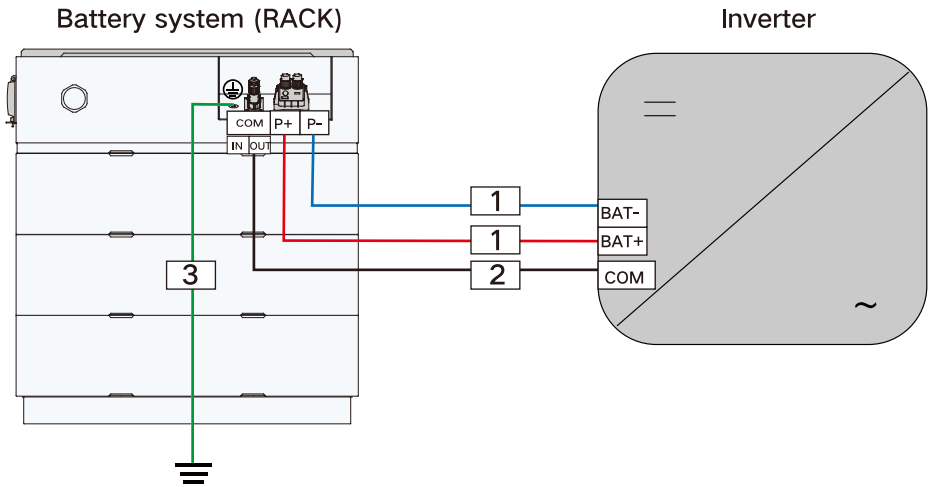 Battery system (RACK)
Inverter
COM P+ P-
IN OUT
1
BAT-
1
BAT+
3
2
COM
~